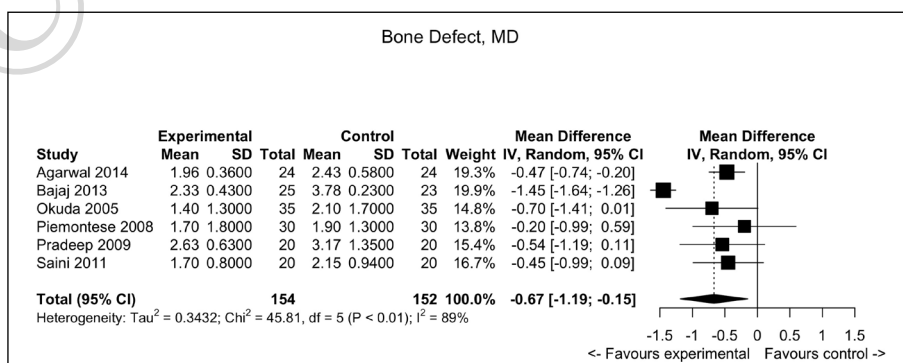 Bone Defect, MD
Experimental Control Mean Difference Mean Difference
Study Mean SD Total Mean SD Total Weight IV, Random, 95% CI IV, Random, 95% CI
Agarwal 2014 1.96 0.3600 24 2.43 0.5800 24 19.3% -0.47 [-0.74; -0.20]
Bajaj 2013 2.33 0.4300 25 3.78 0.2300 23 19.9% -1.45 [-1.64; -1.26]
Okuda 2005 1.40 1.3000 35 2.10 1.7000 35 14.8% -0.70 [-1.41; 0.01]
Piemontese 2008 1.70 1.8000 30 1.90 1.3000 30 13.8% -0.20 [-0.99; 0.59]
Pradeep 2009 2.63 0.6300 20 3.17 1.3500 20 15.4% -0.54 [-1.19; 0.11]
Saini 2011 1.70 0.8000 20 2.15 0.9400 20 16.7% -0.45 [-0.99; 0.09]
Total (95% CI) 154 152 100.0% -0.67 [-1.19; -0.15]
Heterogeneity: Tau² = 0.3432; Chi² = 45.81, df = 5 (P < 0.01); I² = 89%
-1.5 -1 -0.5 0 0.5 1 1.5
<- Favours experimental Favours control ->